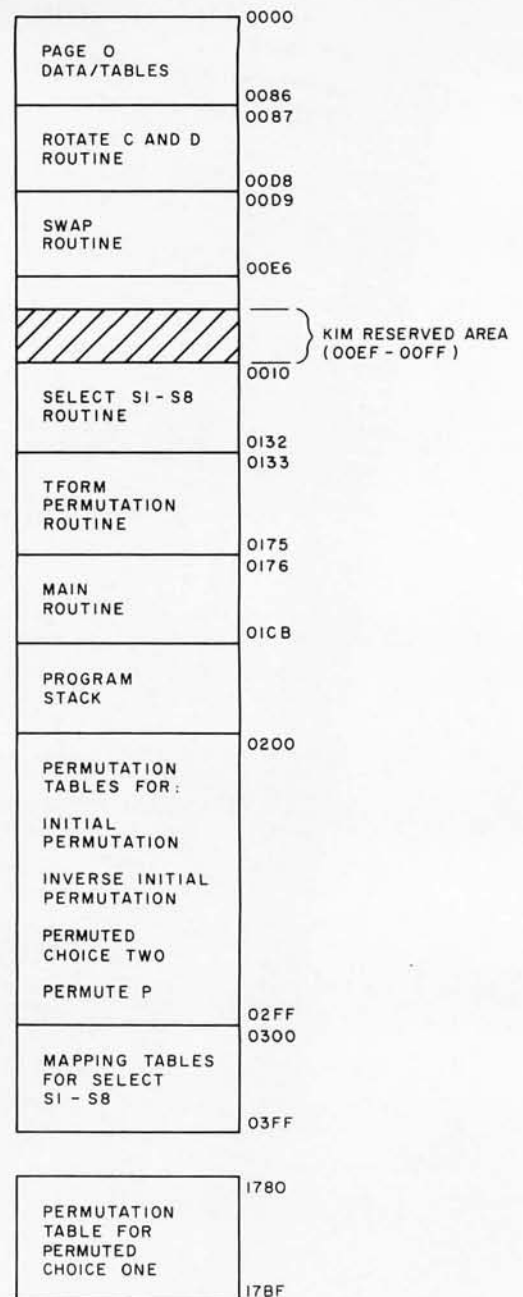 0000
PAGE 0
DATA/TABLES
0086
0087
ROTATE C AND D
ROUTINE
00D8
00D9
SWAP
ROUTINE
00E6
KIM RESERVED AREA
(00EF-00FF)
0010
SELECT S1-S8
ROUTINE
0132
0133
TFORM
PERMUTATION
ROUTINE
0175
0176
MAIN
ROUTINE
01CB
PROGRAM
STACK
0200
PERMUTATION
TABLES FOR:
INITIAL
PERMUTATION
INVERSE INITIAL
PERMUTATION
PERMUTED
CHOICE TWO
PERMUTE P
02FF
0300
MAPPING TABLES
FOR SELECT
S1-S8
03FF
1780
PERMUTATION
TABLE FOR
PERMUTED
CHOICE ONE
17BF